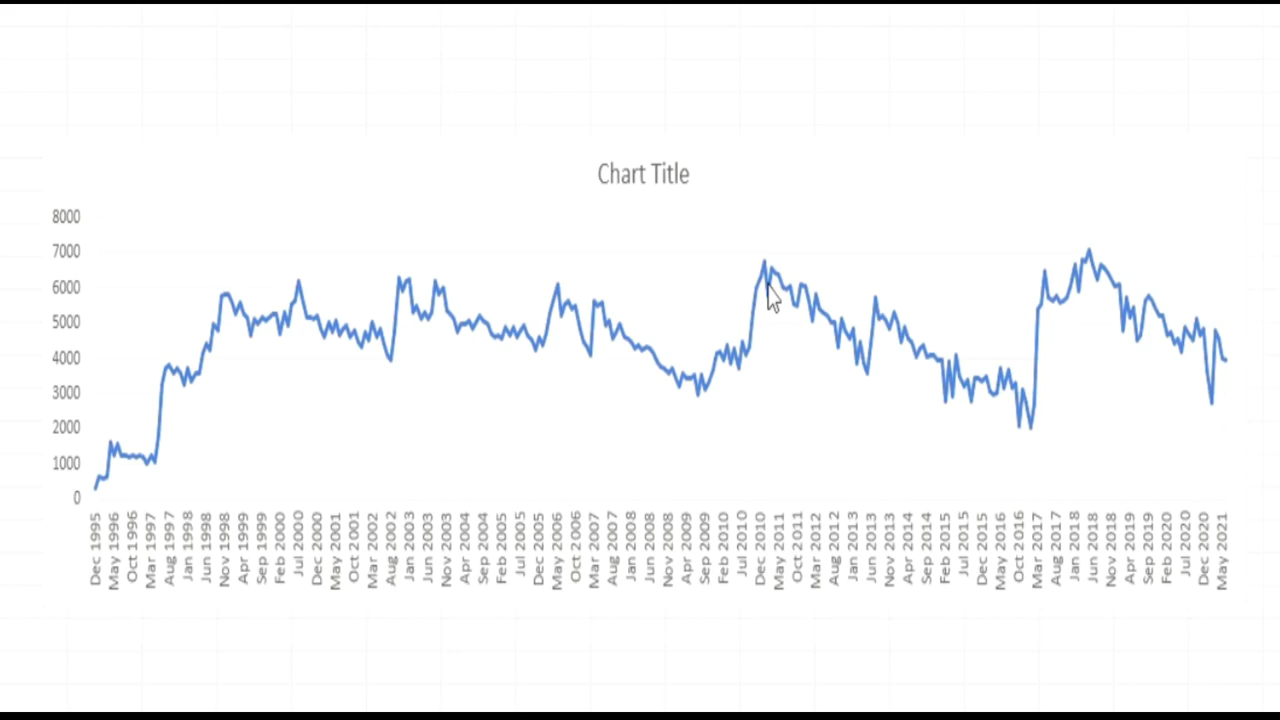 Chart Title
8000
7000
6000
5000
4000
3000
2000
1000
0
Dec 1995
May 1996
Oct 1996
Mar 1997
Aug 1997
Jan 1998
Jun 1998
Nov 1998
Apr 1999
Sep 1999
Feb 2000
Jul 2000
Dec 2000
May 2001
Oct 2001
Mar 2002
Aug 2002
Jan 2003
Jun 2003
Nov 2003
Apr 2004
Sep 2004
Feb 2005
Jul 2005
Dec 2005
May 2006
Oct 2006
Mar 2007
Aug 2007
Jan 2008
Jun 2008
Nov 2008
Apr 2009
Sep 2009
Feb 2010
Jul 2010
Dec 2010
May 2011
Oct 2011
Mar 2012
Aug 2012
Jan 2013
Jun 2013
Nov 2013
Apr 2014
Sep 2014
Feb 2015
Jul 2015
Dec 2015
May 2016
Oct 2016
Mar 2017
Aug 2017
Jan 2018
Jun 2018
Nov 2018
Apr 2019
Sep 2019
Feb 2020
Jul 2020
Dec 2020
May 2021